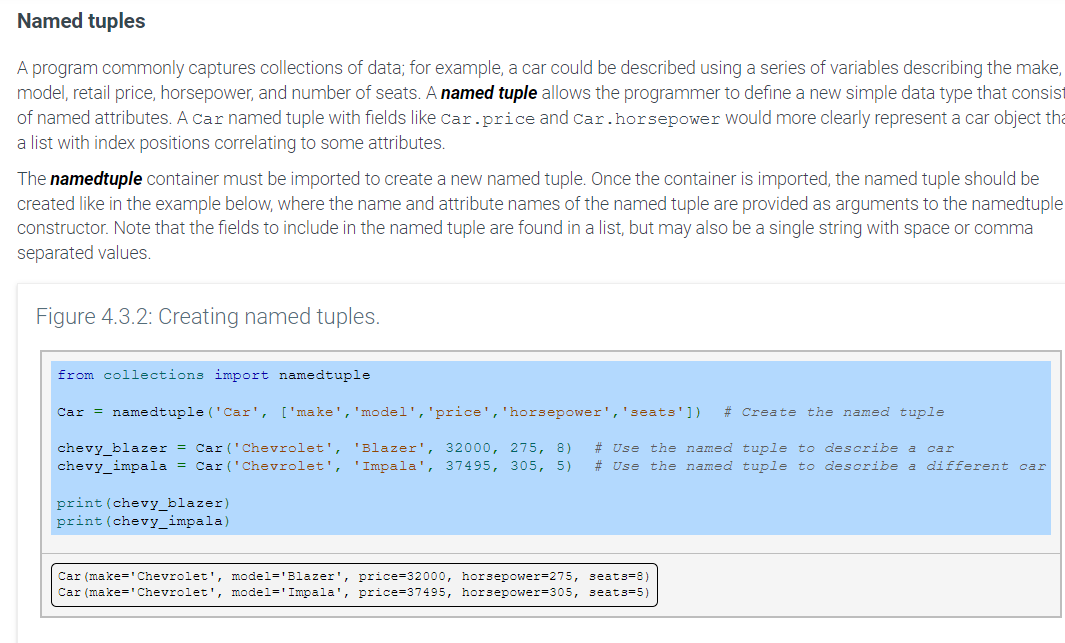 Named tuples
A program commonly captures collections of data; for example, a car could be described using a series of variables describing the make,
model, retail price, horsepower, and number of seats. A named tuple allows the programmer to define a new simple data type that consist
of named attributes. A Car named tuple with fields like Car.price and Car.horsepower would more clearly represent a car object tha
a list with index positions correlating to some attributes.
The namedtuple container must be imported to create a new named tuple. Once the container is imported, the named tuple should be
created like in the example below, where the name and attribute names of the named tuple are provided as arguments to the namedtuple
constructor. Note that the fields to include in the named tuple are found in a list, but may also be a single string with space or comma
separated values.
Figure 4.3.2: Creating named tuples.
from collections import namedtuple
Car = namedtuple('Car', ['make','model','price','horsepower','seats'])  # Create the named tuple
chevy_blazer = Car('Chevrolet', 'Blazer', 32000, 275, 8)  # Use the named tuple to describe a car
chevy_impala = Car('Chevrolet', 'Impala', 37495, 305, 5)  # Use the named tuple to describe a different car
print(chevy_blazer)
print(chevy_impala)
Car(make='Chevrolet', model='Blazer', price=32000, horsepower=275, seats=8)
Car(make='Chevrolet', model='Impala', price=37495, horsepower=305, seats=5)